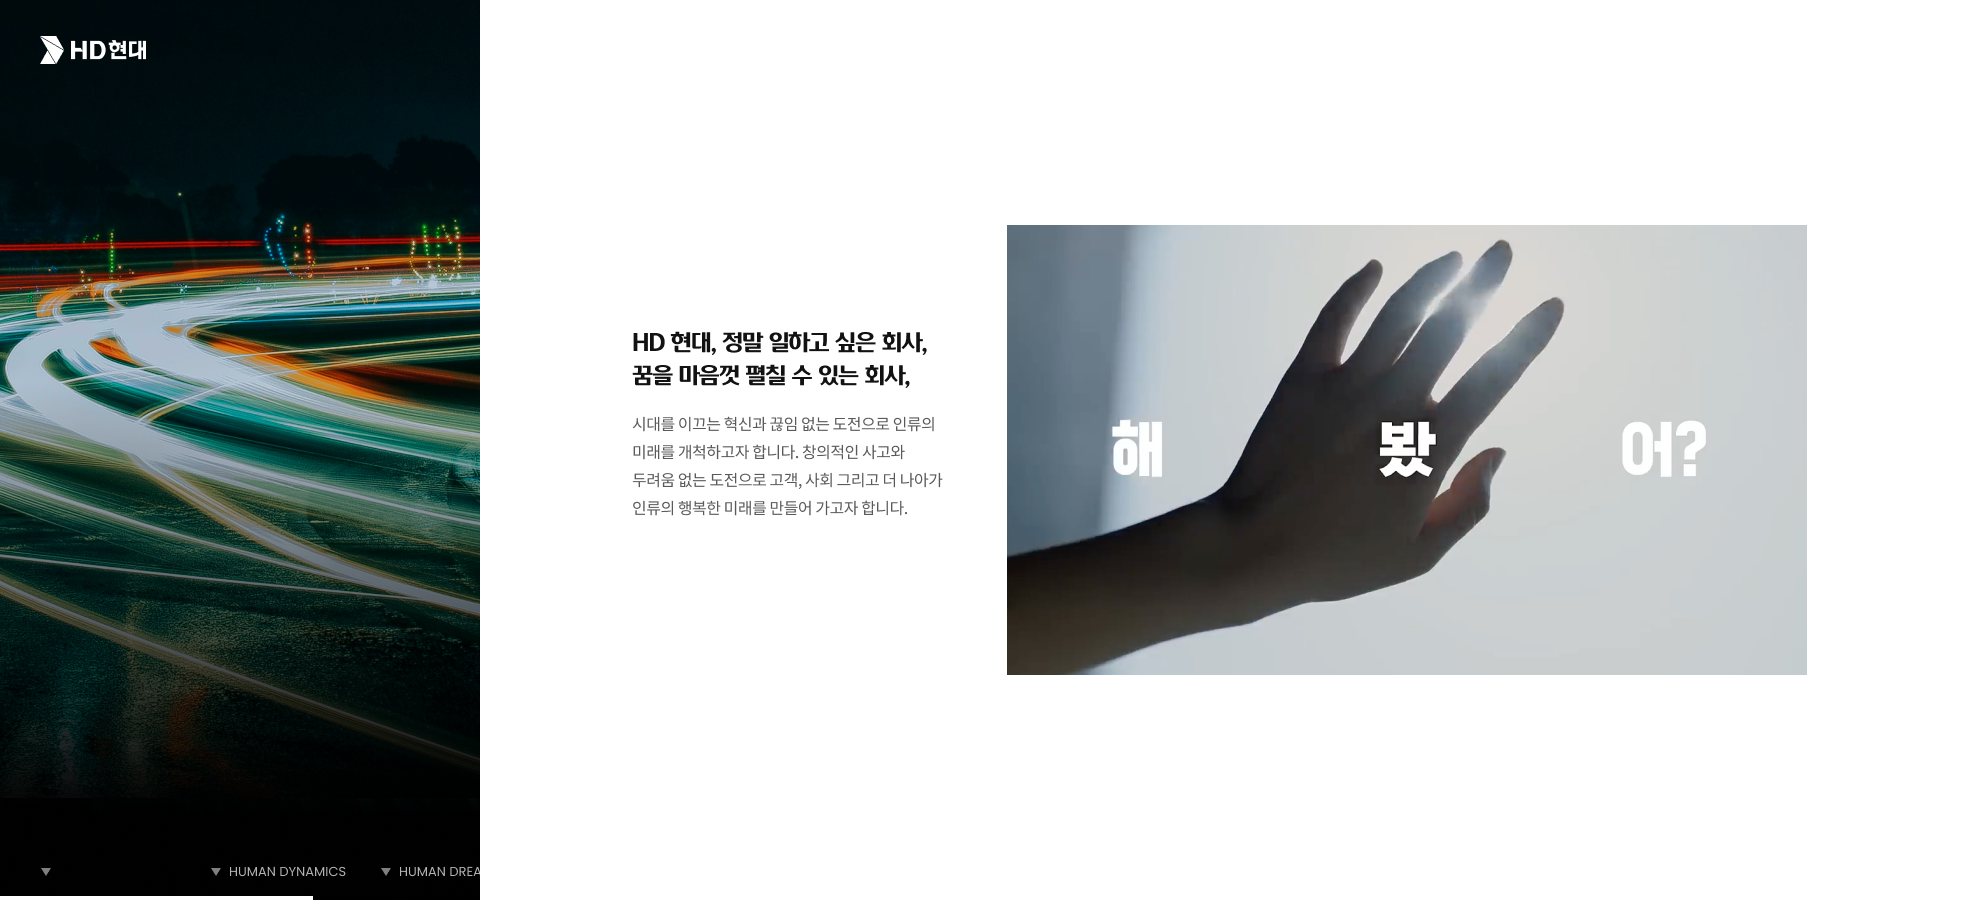 HD현대
HD 현대, 정말 일하고 싶은 회사,
꿈을 마음껏 펼칠 수 있는 회사,
시대를 이끄는 혁신과 끊임 없는 도전으로 인류의
미래를 개척하고자 합니다. 창의적인 사고와
두려움 없는 도전으로 고객, 사회 그리고 더 나아가
인류의 행복한 미래를 만들어 가고자 합니다.
해 봤 어?
HUMAN DYNAMICS
HUMAN DREA